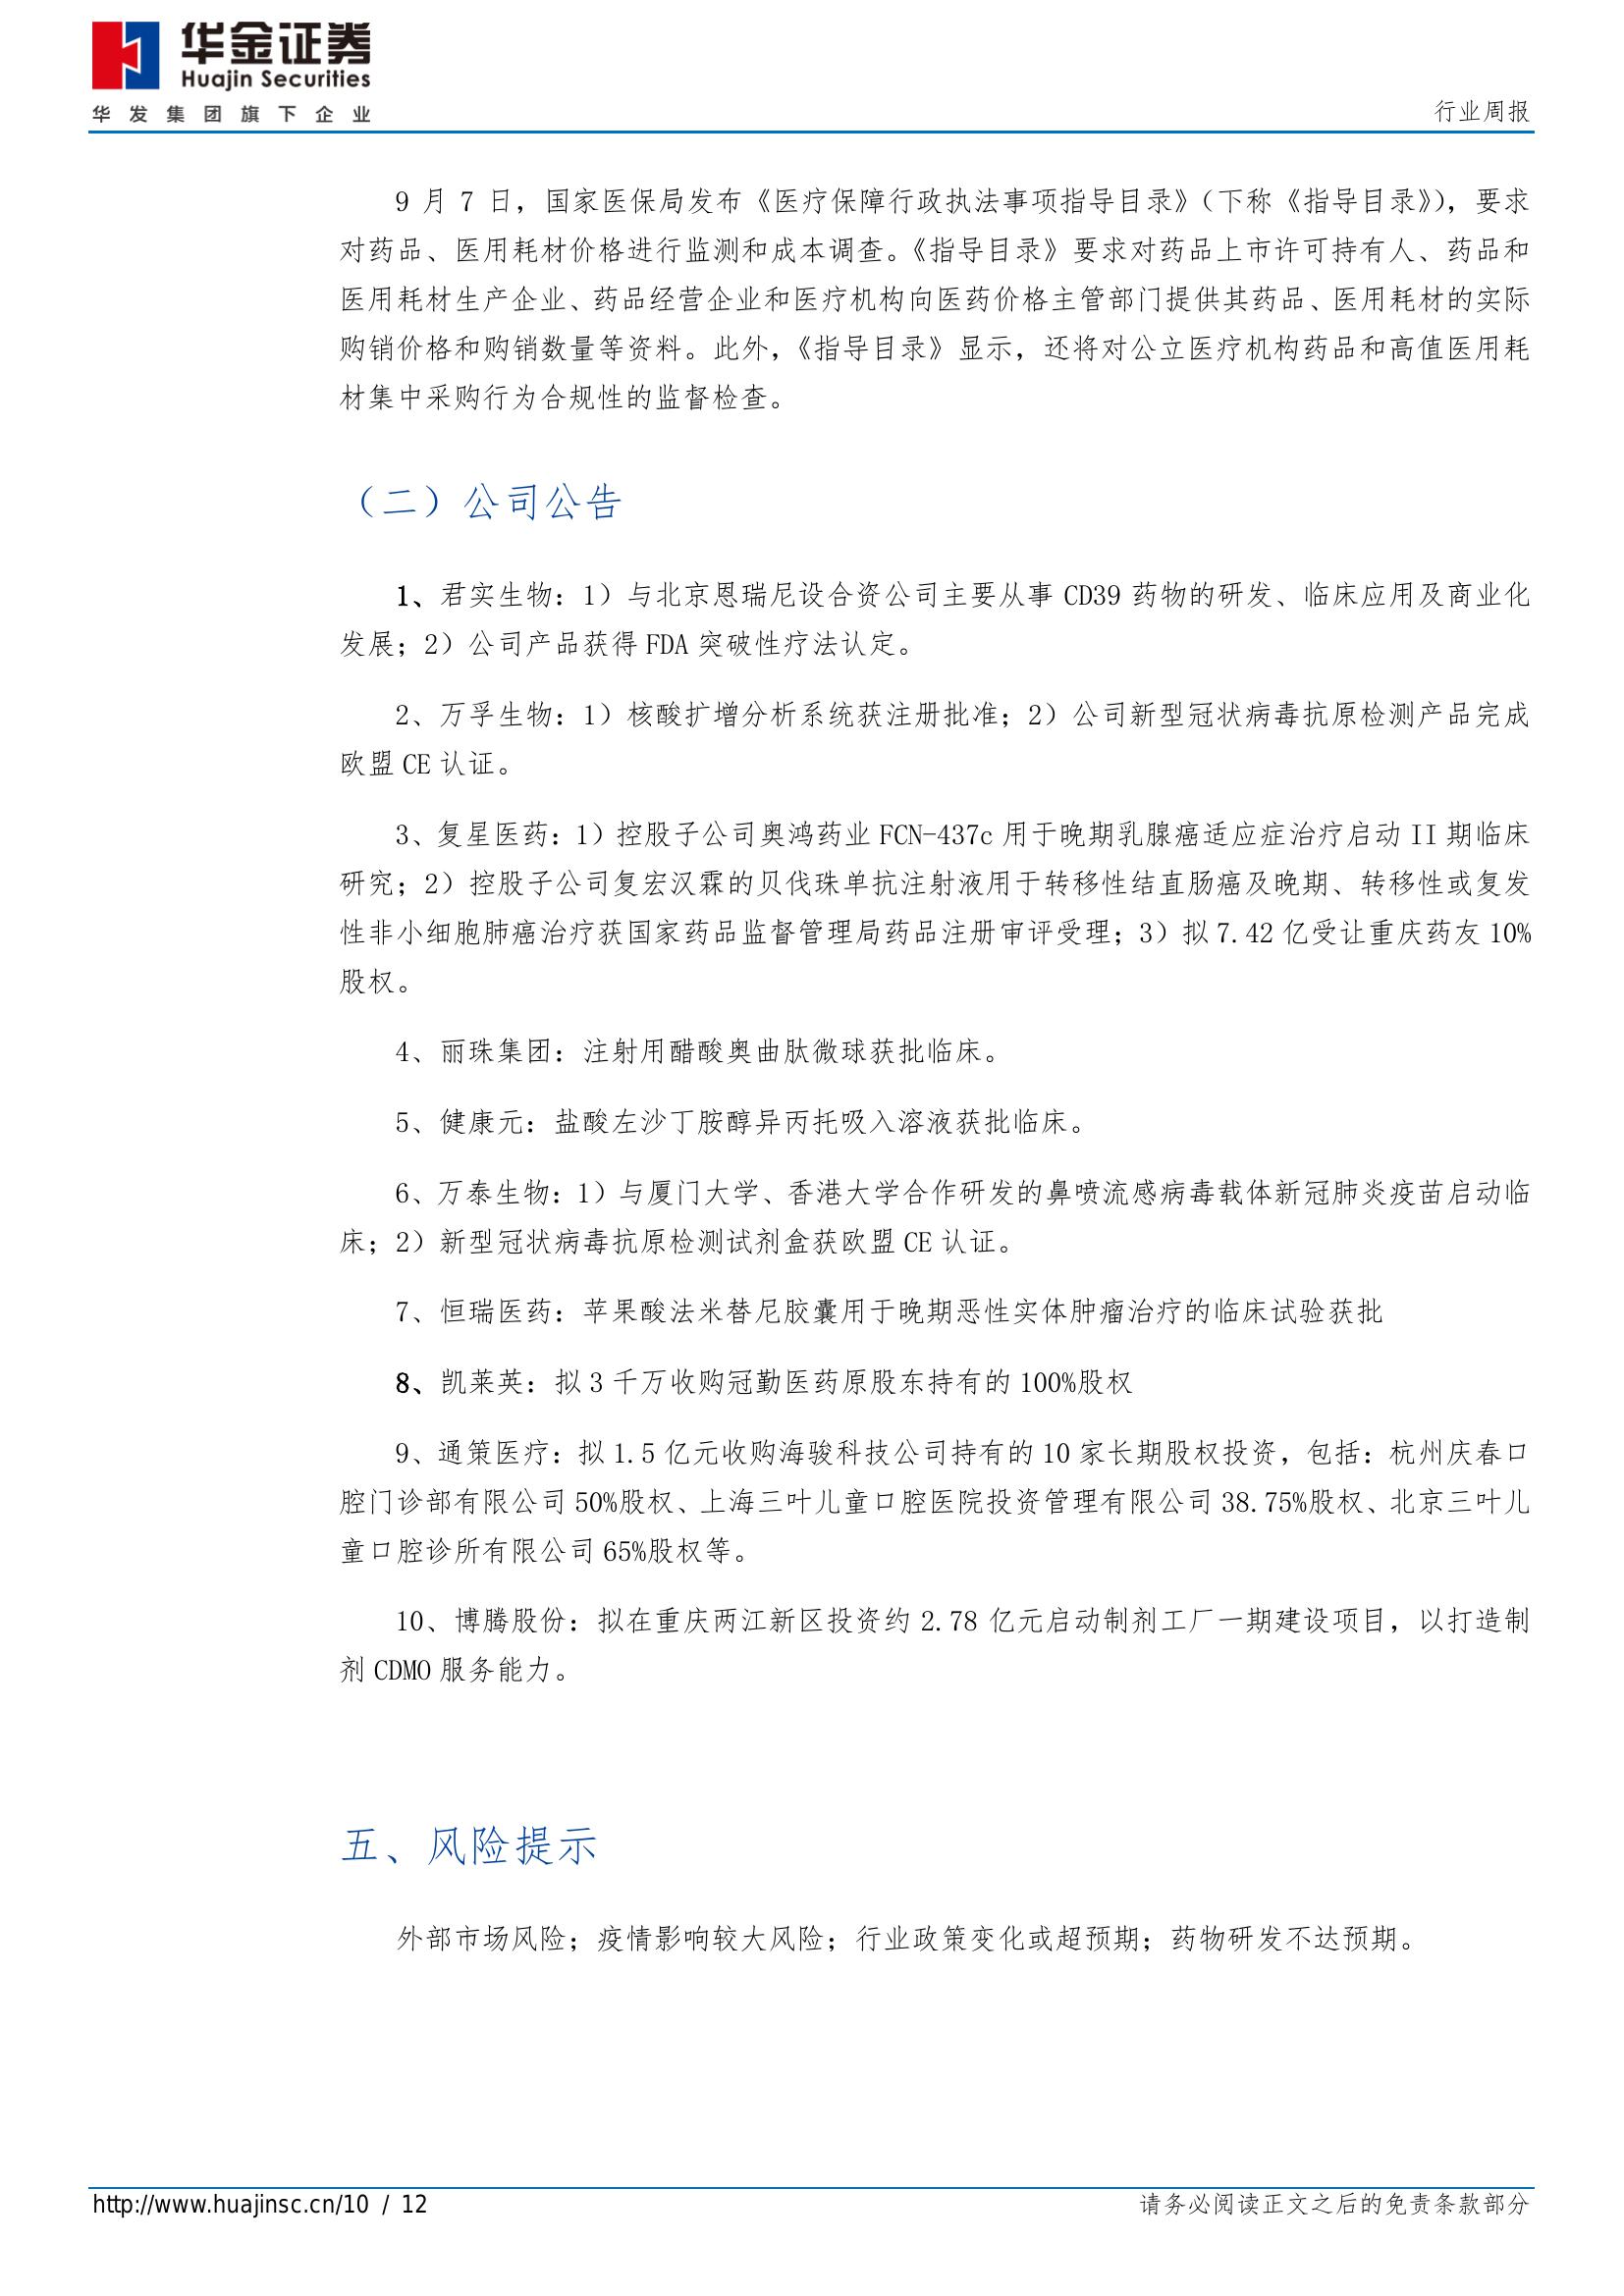 华金证券
Huajin Securities
华发集团旗下企业
行业周报
9 月 7 日，国家医保局发布《医疗保障行政执法事项指导目录》（下称《指导目录》），要求
对药品、医用耗材价格进行监测和成本调查。《指导目录》要求对药品上市许可持有人、药品和
医用耗材生产企业、药品经营企业和医疗机构向医药价格主管部门提供其药品、医用耗材的实际
购销价格和购销数量等资料。此外，《指导目录》显示，还将对公立医疗机构药品和高值医用耗
材集中采购行为合规性的监督检查。
（二）公司公告
1、君实生物：1）与北京恩瑞尼设合资公司主要从事 CD39 药物的研发、临床应用及商业化
发展；2）公司产品获得 FDA 突破性疗法认定。
2、万孚生物：1）核酸扩增分析系统获注册批准；2）公司新型冠状病毒抗原检测产品完成
欧盟 CE 认证。
3、复星医药：1）控股子公司奥鸿药业 FCN-437c 用于晚期乳腺癌适应症治疗启动 II 期临床
研究；2）控股子公司复宏汉霖的贝伐珠单抗注射液用于转移性结直肠癌及晚期、转移性或复发
性非小细胞肺癌治疗获国家药品监督管理局药品注册审评受理；3）拟 7.42 亿受让重庆药友 10%
股权。
4、丽珠集团：注射用醋酸奥曲肽微球获批临床。
5、健康元：盐酸左沙丁胺醇异丙托吸入溶液获批临床。
6、万泰生物：1）与厦门大学、香港大学合作研发的鼻喷流感病毒载体新冠肺炎疫苗启动临
床；2）新型冠状病毒抗原检测试剂盒获欧盟 CE 认证。
7、恒瑞医药：苹果酸法米替尼胶囊用于晚期恶性实体肿瘤治疗的临床试验获批
8、凯莱英：拟 3 千万收购冠勤医药原股东持有的 100%股权
9、通策医疗：拟 1.5 亿元收购海骏科技公司持有的 10 家长期股权投资，包括：杭州庆春口
腔门诊部有限公司 50%股权、上海三叶儿童口腔医院投资管理有限公司 38.75%股权、北京三叶儿
童口腔诊所有限公司 65%股权等。
10、博腾股份：拟在重庆两江新区投资约 2.78 亿元启动制剂工厂一期建设项目，以打造制
剂 CDMO 服务能力。
五、风险提示
外部市场风险；疫情影响较大风险；行业政策变化或超预期；药物研发不达预期。
http://www.huajinsc.cn/10 / 12
请务必阅读正文之后的免责条款部分